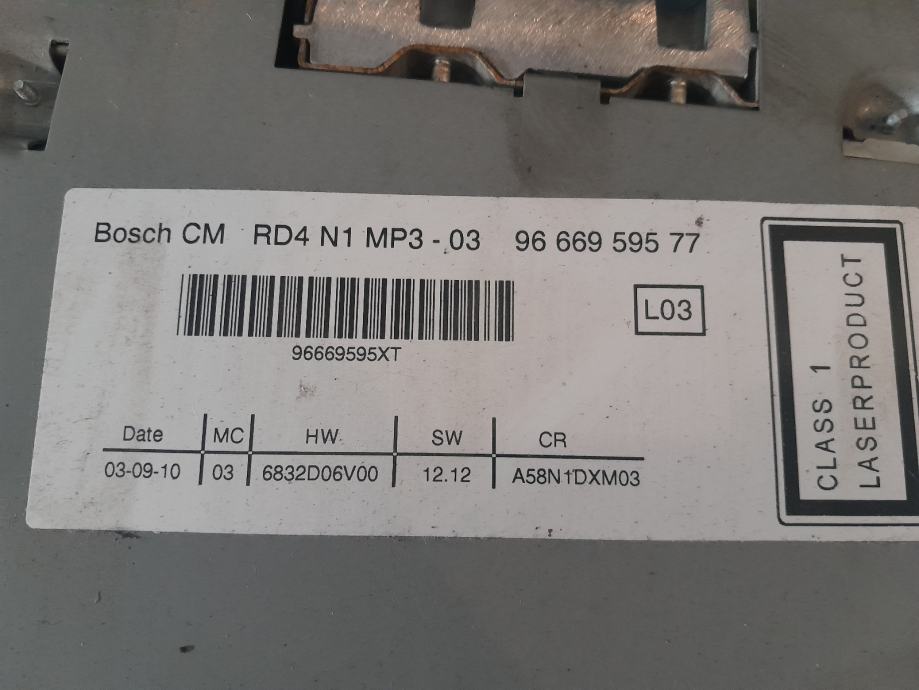 Bosch CM RD4 N1 MP3 - 03 96 669 595 77
L03
96669595XT
Date MC HW SW CR
03-09-10 03 6832D06V00 12.12 A58N1DXM03
CLASS 1
LASERPRODUCT